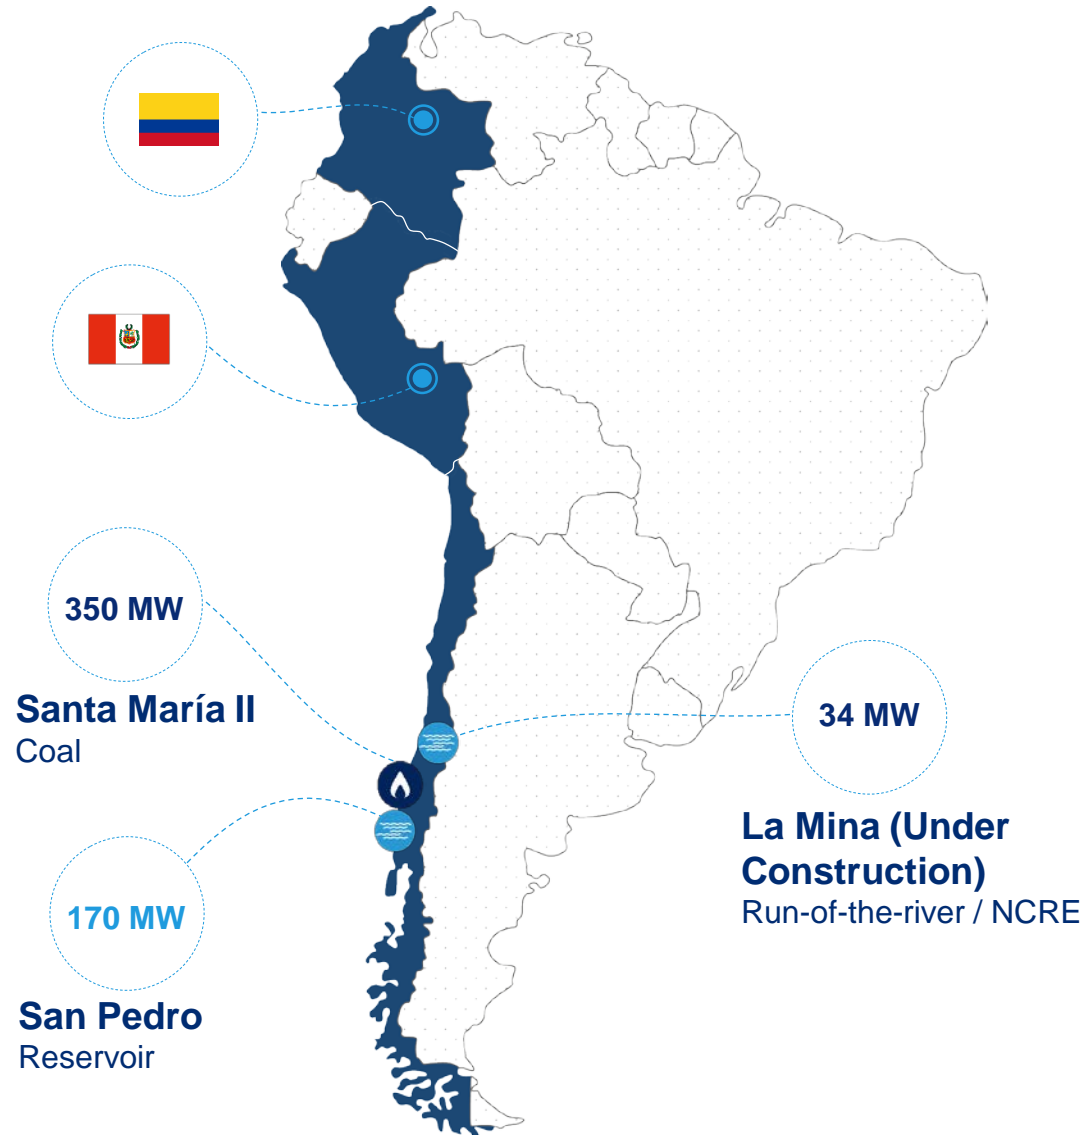 350 MW
Santa María II
Coal
34 MW
La Mina (Under
Construction)
Run-of-the-river / NCRE
170 MW
San Pedro
Reservoir